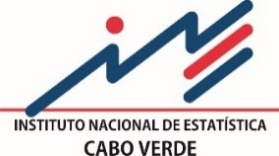 INSTITUTO NACIONAL DE ESTATÍSTICA
CABO VERDE